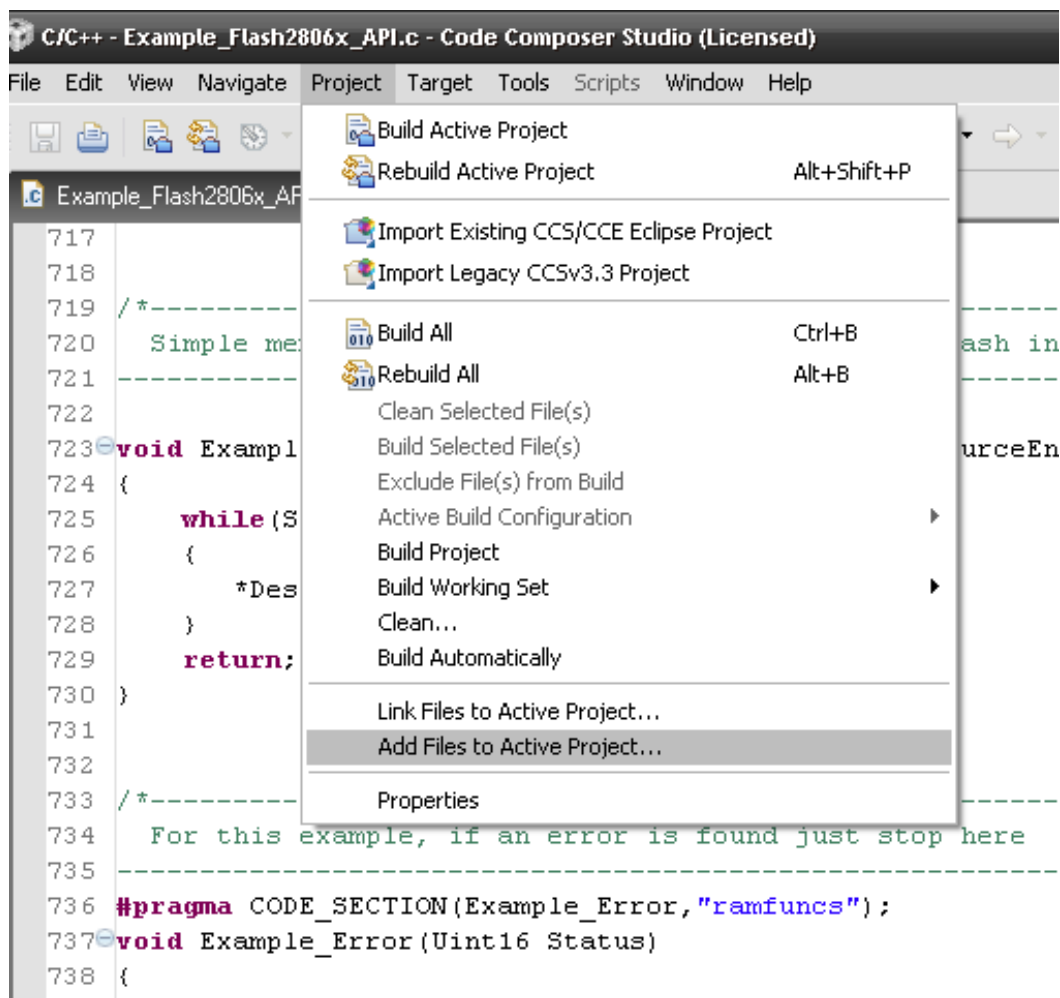 C/C++ - Example_Flash2806x_API.c - Code Composer Studio (Licensed)
File Edit View Navigate Project Target Tools Scripts Window Help
Build Active Project
Rebuild Active Project Alt+Shift+P
Import Existing CCS/CCE Eclipse Project
Import Legacy CCSv3.3 Project
Build All Ctrl+B
Rebuild All Alt+B
Clean Selected File(s)
Build Selected File(s)
Exclude File(s) from Build
Active Build Configuration
Build Project
Build Working Set
Clean...
Build Automatically
Link Files to Active Project...
Add Files to Active Project...
Properties
.c Example_Flash2806x_AP
717
718
719 /*-----------
720 Simple me ash in
721 -----------
722
723 void Exampl urceEn
724 {
725 while(S
726 {
727 *Des
728 }
729 return;
730 }
731
732
733 /*-----------
734 For this example, if an error is found just stop here
735 ------------------------------------------------------
736 #pragma CODE_SECTION(Example_Error,"ramfuncs");
737 void Example_Error(Uint16 Status)
738 {